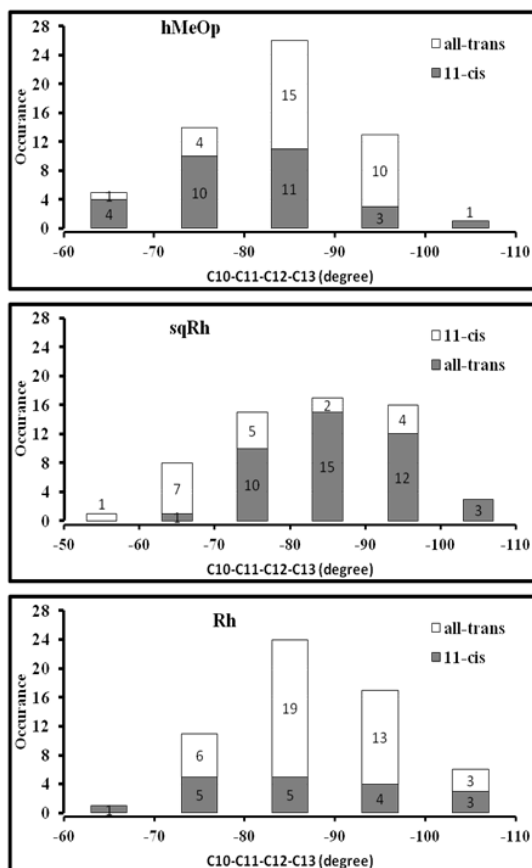 hMeOp
28
24
20
16
12
8
4
0
Occurance
all-trans
11-cis
1
4
4
10
15
11
10
3
1
-60 -70 -80 -90 -100 -110
C10-C11-C12-C13 (degree)
sqRh
28
24
20
16
12
8
4
0
Occurance
11-cis
all-trans
1
7
1
5
10
2
15
4
12
3
-50 -60 -70 -80 -90 -100 -110
C10-C11-C12-C13 (degree)
Rh
28
24
20
16
12
8
4
0
Occurance
all-trans
11-cis
1
6
5
19
5
13
4
3
3
-60 -70 -80 -90 -100 -110
C10-C11-C12-C13 (degree)